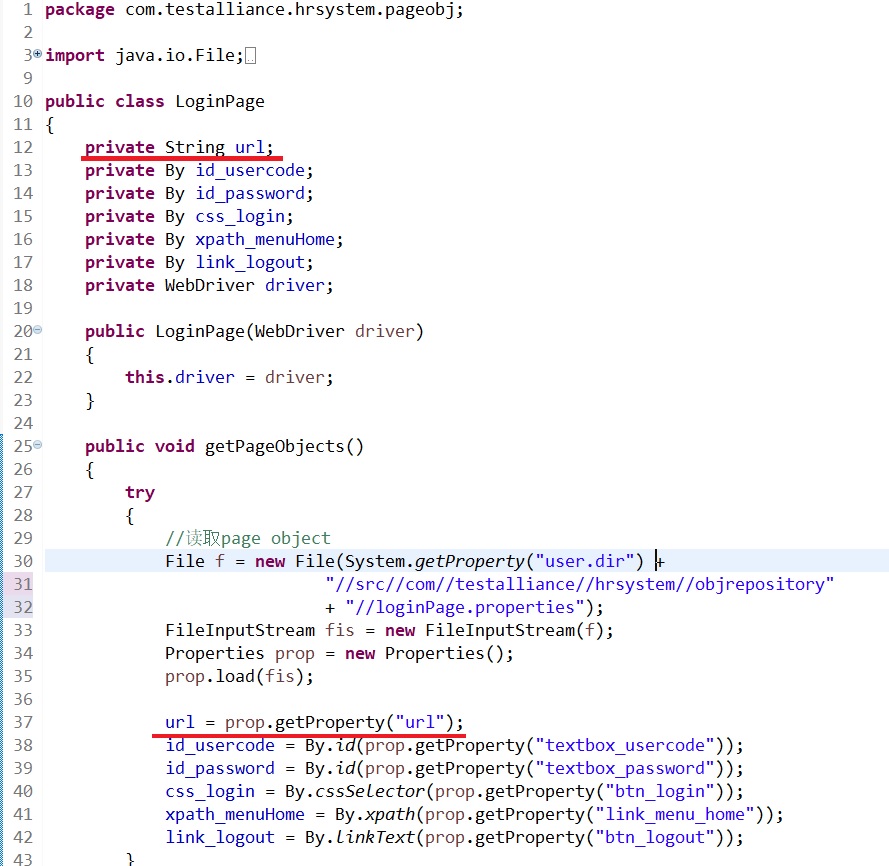 1 package com.testalliance.hrsystem.pageobj;
2
3 import java.io.File;
9
10 public class LoginPage
11 {
12     private String url;
13     private By id_usercode;
14     private By id_password;
15     private By css_login;
16     private By xpath_menuHome;
17     private By link_logout;
18     private WebDriver driver;
19
20     public LoginPage(WebDriver driver)
21     {
22         this.driver = driver;
23     }
24
25     public void getPageObjects()
26     {
27         try
28         {
29             //读取page object
30             File f = new File(System.getProperty("user.dir") +
31                             "//src//com//testalliance//hrsystem//objrepository"
32                             + "//loginPage.properties");
33             FileInputStream fis = new FileInputStream(f);
34             Properties prop = new Properties();
35             prop.load(fis);
36
37             url = prop.getProperty("url");
38             id_usercode = By.id(prop.getProperty("textbox_usercode"));
39             id_password = By.id(prop.getProperty("textbox_password"));
40             css_login = By.cssSelector(prop.getProperty("btn_login"));
41             xpath_menuHome = By.xpath(prop.getProperty("link_menu_home"));
42             link_logout = By.linkText(prop.getProperty("btn_logout"));
43         }